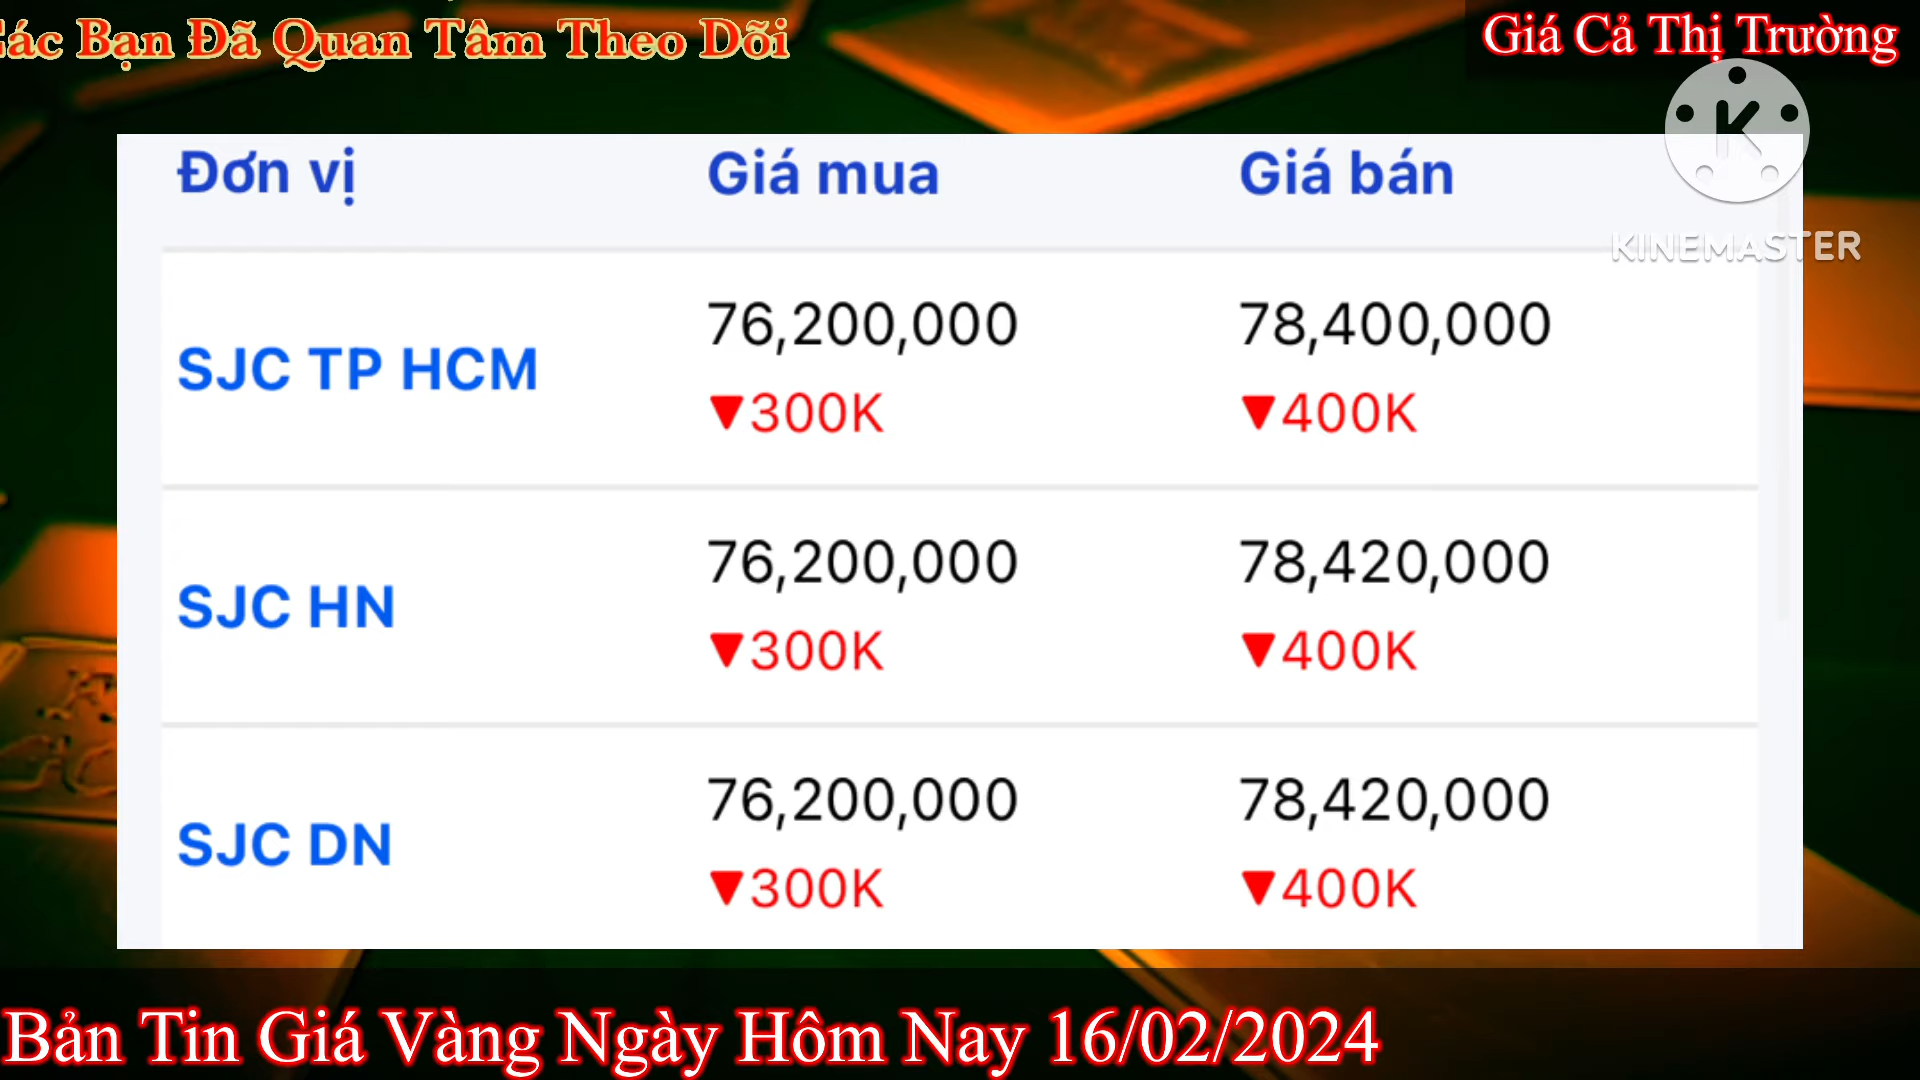 Bạn Đã Quan Tâm Theo Dõi
Giá Cả Thị Trường
K
KINEMASTER
Đơn vị Giá mua Giá bán
76,200,000 78,400,000
SJC TP HCM
▼300K ▼400K
76,200,000 78,420,000
SJC HN
▼300K ▼400K
76,200,000 78,420,000
SJC DN
▼300K ▼400K
Bản Tin Giá Vàng Ngày Hôm Nay 16/02/2024